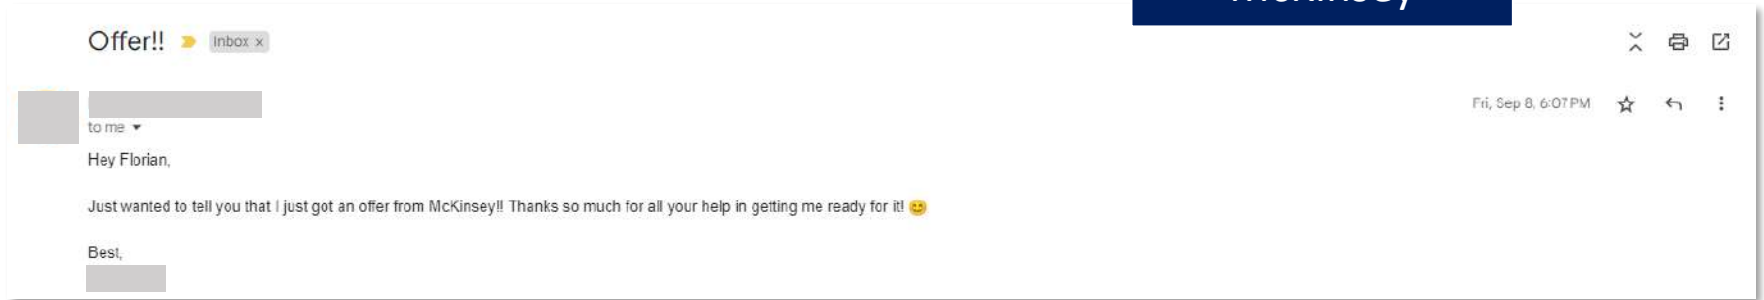 McKinsey
Offer!!
Inbox x
Fri, Sep 8, 6:07 PM
to me
Hey Florian,
Just wanted to tell you that I just got an offer from McKinsey!! Thanks so much for all your help in getting me ready for it! 😊
Best,